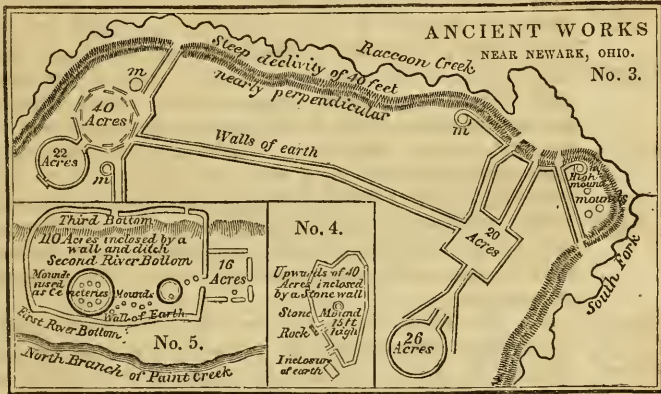 ANCIENT WORKS
NEAR NEWARK, OHIO.
No. 3.
Raccoon Creek
Steep declivity of 40 feet
nearly perpendicular
m
40
Acres
22
Acres
m
Walls of earth
m
m
High
mound
mounds
20
Acres
26
Acres
South Fork
Third Bottom
110 Acres inclosed by a
wall and ditch
Second River Bottom
Mounds
used
as Cemeteries
Mounds
Wall of Earth
16
Acres
First River Bottom.
No. 5.
North Branch of Paint Creek
No. 4.
Upwards of 40
Acres inclosed
by a Stone wall
Stone
Mound
15 ft
high
Rock
Inclosure
of earth